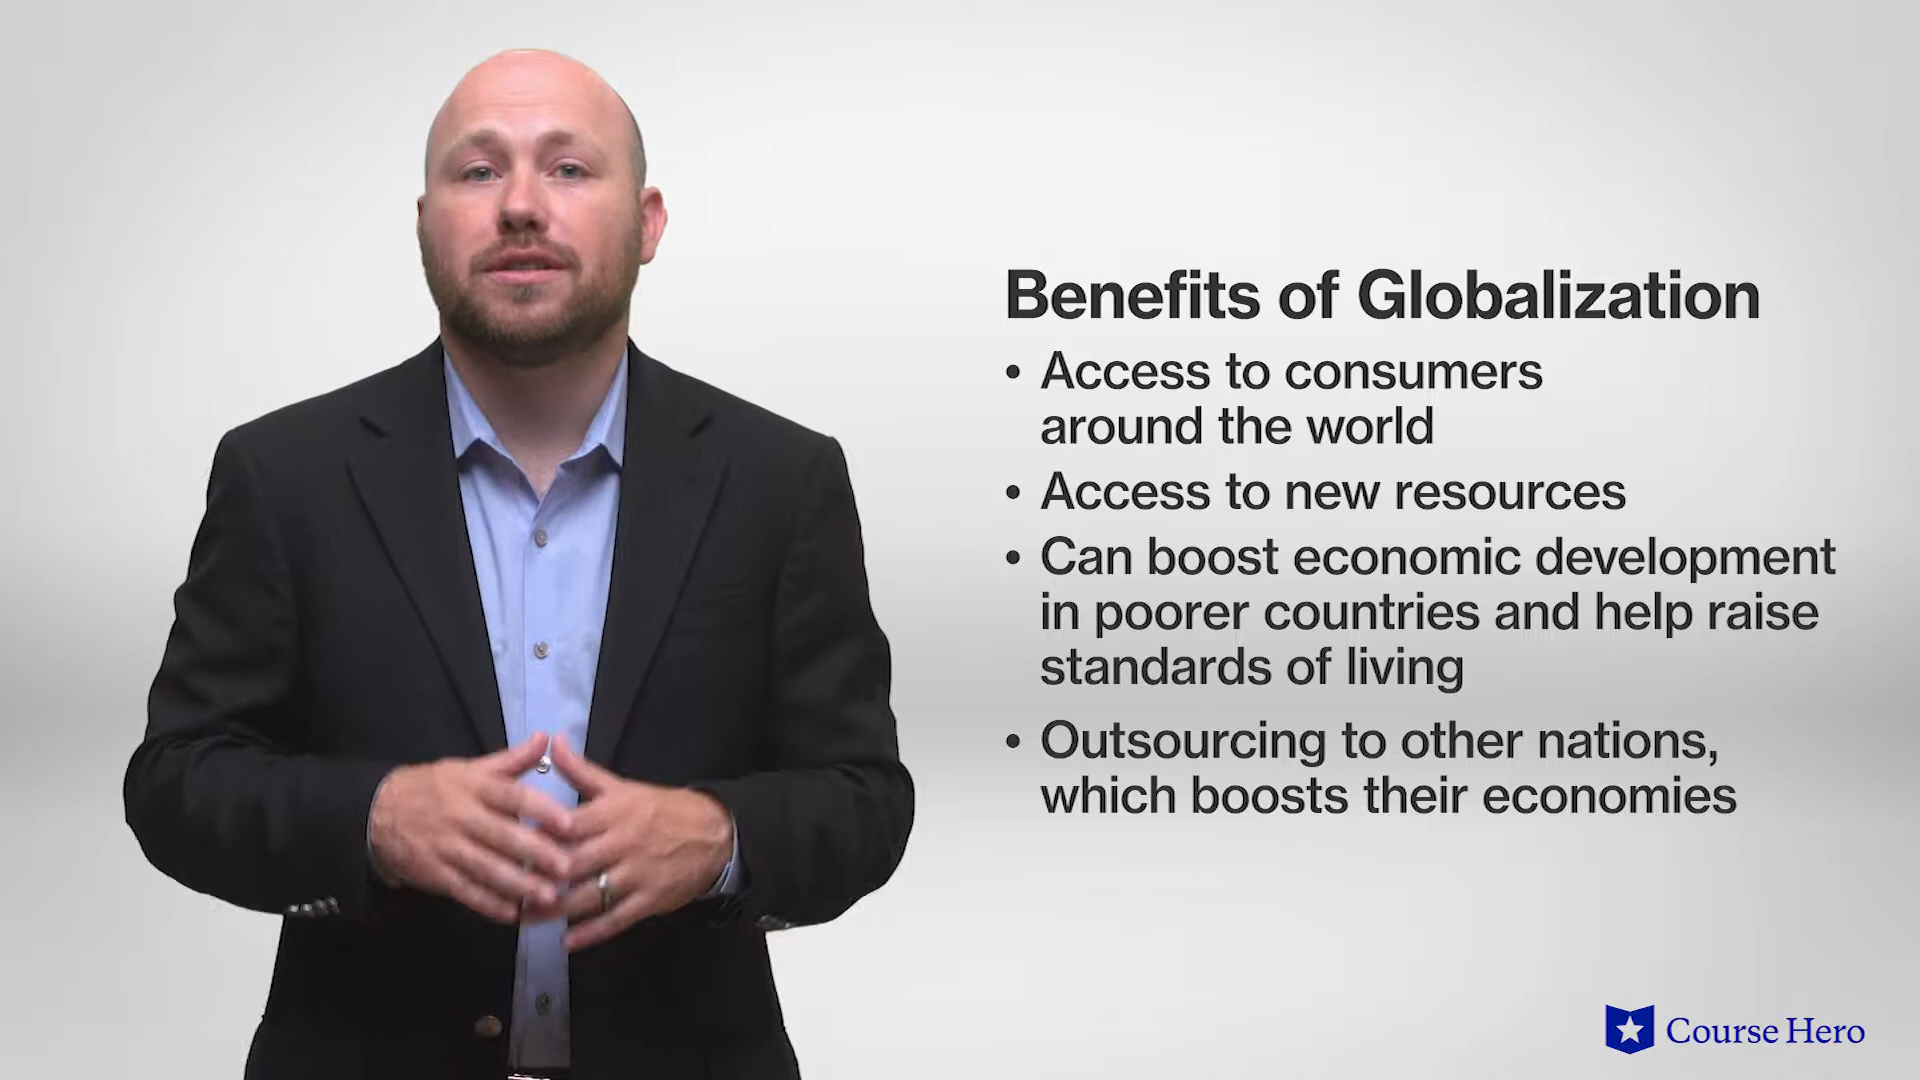 Benefits of Globalization
• Access to consumers
around the world
• Access to new resources
• Can boost economic development
in poorer countries and help raise
standards of living
• Outsourcing to other nations,
which boosts their economies
Course Hero